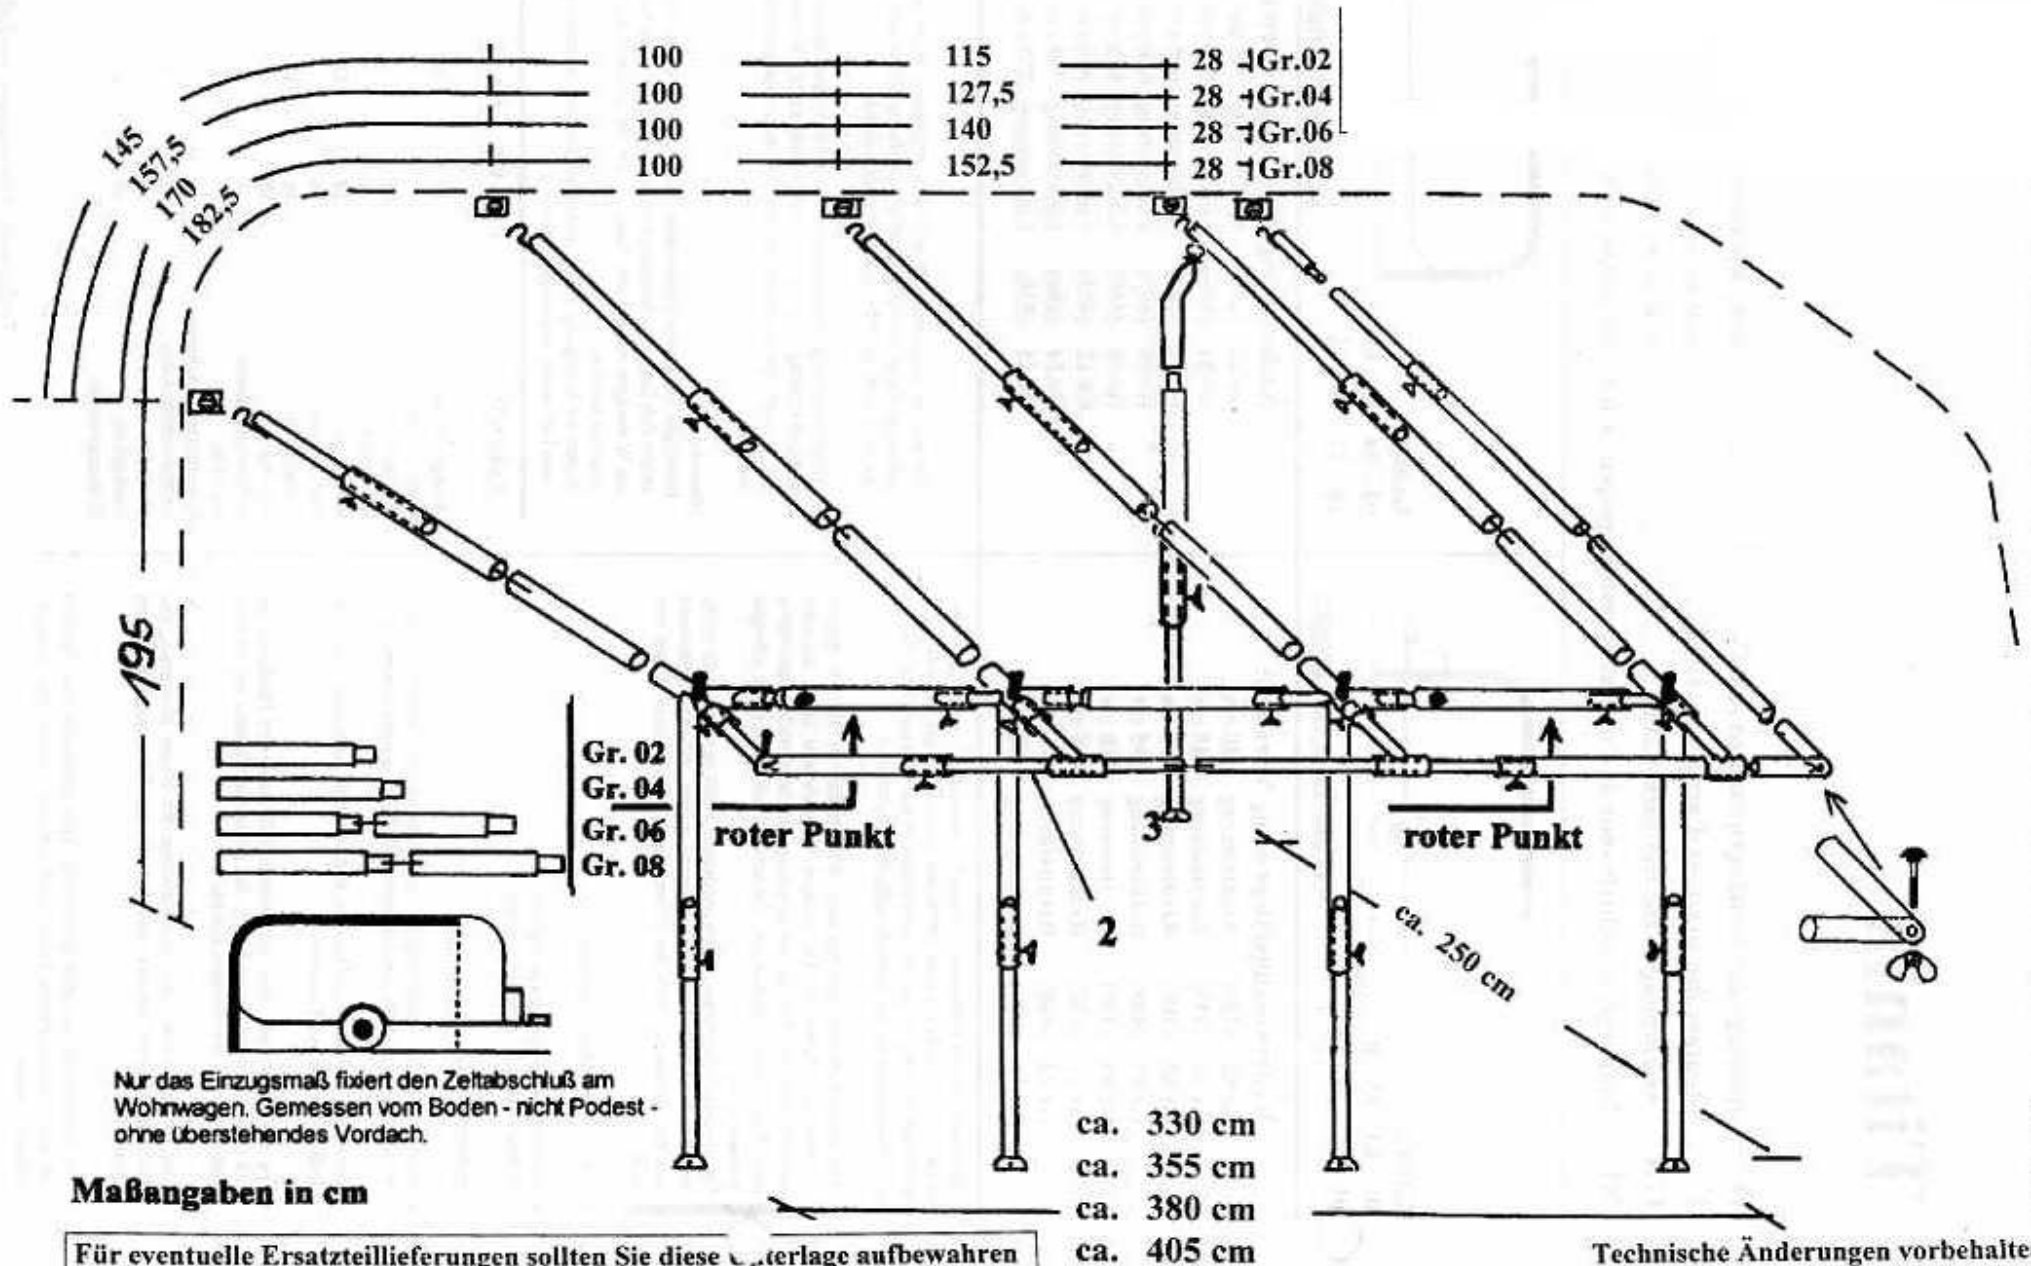 100 115 28 Gr.02
100 127,5 28 Gr.04
100 140 28 Gr.06
100 152,5 28 Gr.08
145
157,5
170
182,5
195
Gr. 02
Gr. 04
Gr. 06
Gr. 08
roter Punkt
3
roter Punkt
2
ca. 250 cm
Nur das Einzugsmaß fixiert den Zeltabschluß am
Wohnwagen. Gemessen vom Boden - nicht Podest -
ohne überstehendes Vordach.
Maßangaben in cm
ca. 330 cm
ca. 355 cm
ca. 380 cm
ca. 405 cm
Für eventuelle Ersatzteillieferungen sollten Sie diese aufbewahren
Technische Änderungen vorbehalte